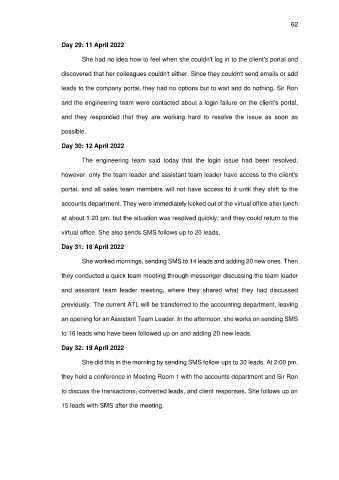 62
Day 29: 11 April 2022
She had no idea how to feel when she couldn't log in to the client's portal and
discovered that her colleagues couldn't either. Since they couldn't send emails or add
leads to the company portal, they had no options but to wait and do nothing. Sir Ron
and the engineering team were contacted about a login failure on the client's portal,
and they responded that they are working hard to resolve the issue as soon as
possible.
Day 30: 12 April 2022
The engineering team said today that the login issue had been resolved;
however, only the team leader and assistant team leader have access to the client's
portal, and all sales team members will not have access to it until they shift to the
accounts department. They were immediately kicked out of the virtual office after lunch
at about 1:20 pm, but the situation was resolved quickly, and they could return to the
virtual office. She also sends SMS follows up to 20 leads.
Day 31: 18 April 2022
She worked mornings, sending SMS to 14 leads and adding 20 new ones. Then
they conducted a quick team meeting through messenger discussing the team leader
and assistant team leader meeting, where they shared what they had discussed
previously. The current ATL will be transferred to the accounting department, leaving
an opening for an Assistant Team Leader. In the afternoon, she works on sending SMS
to 16 leads who have been followed up on and adding 20 new leads.
Day 32: 19 April 2022
She did this in the morning by sending SMS follow-ups to 30 leads. At 2:00 pm,
they held a conference in Meeting Room 1 with the accounts department and Sir Ron
to discuss the transactions, converted leads, and client responses. She follows up on
15 leads with SMS after the meeting.